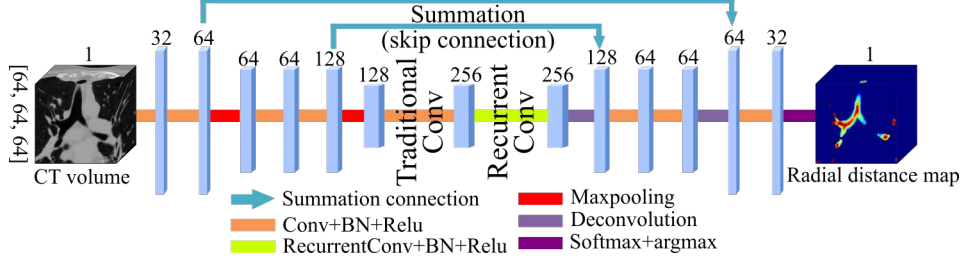 Summation
(skip connection)
1
32
64
64
64
128
128
256
256
128
64
64
64
32
1
[64, 64, 64]
Traditional
Conv
Recurrent
Conv
CT volume
Radial distance map
Summation connection
Conv+BN+Relu
RecurrentConv+BN+Relu
Maxpooling
Deconvolution
Softmax+argmax